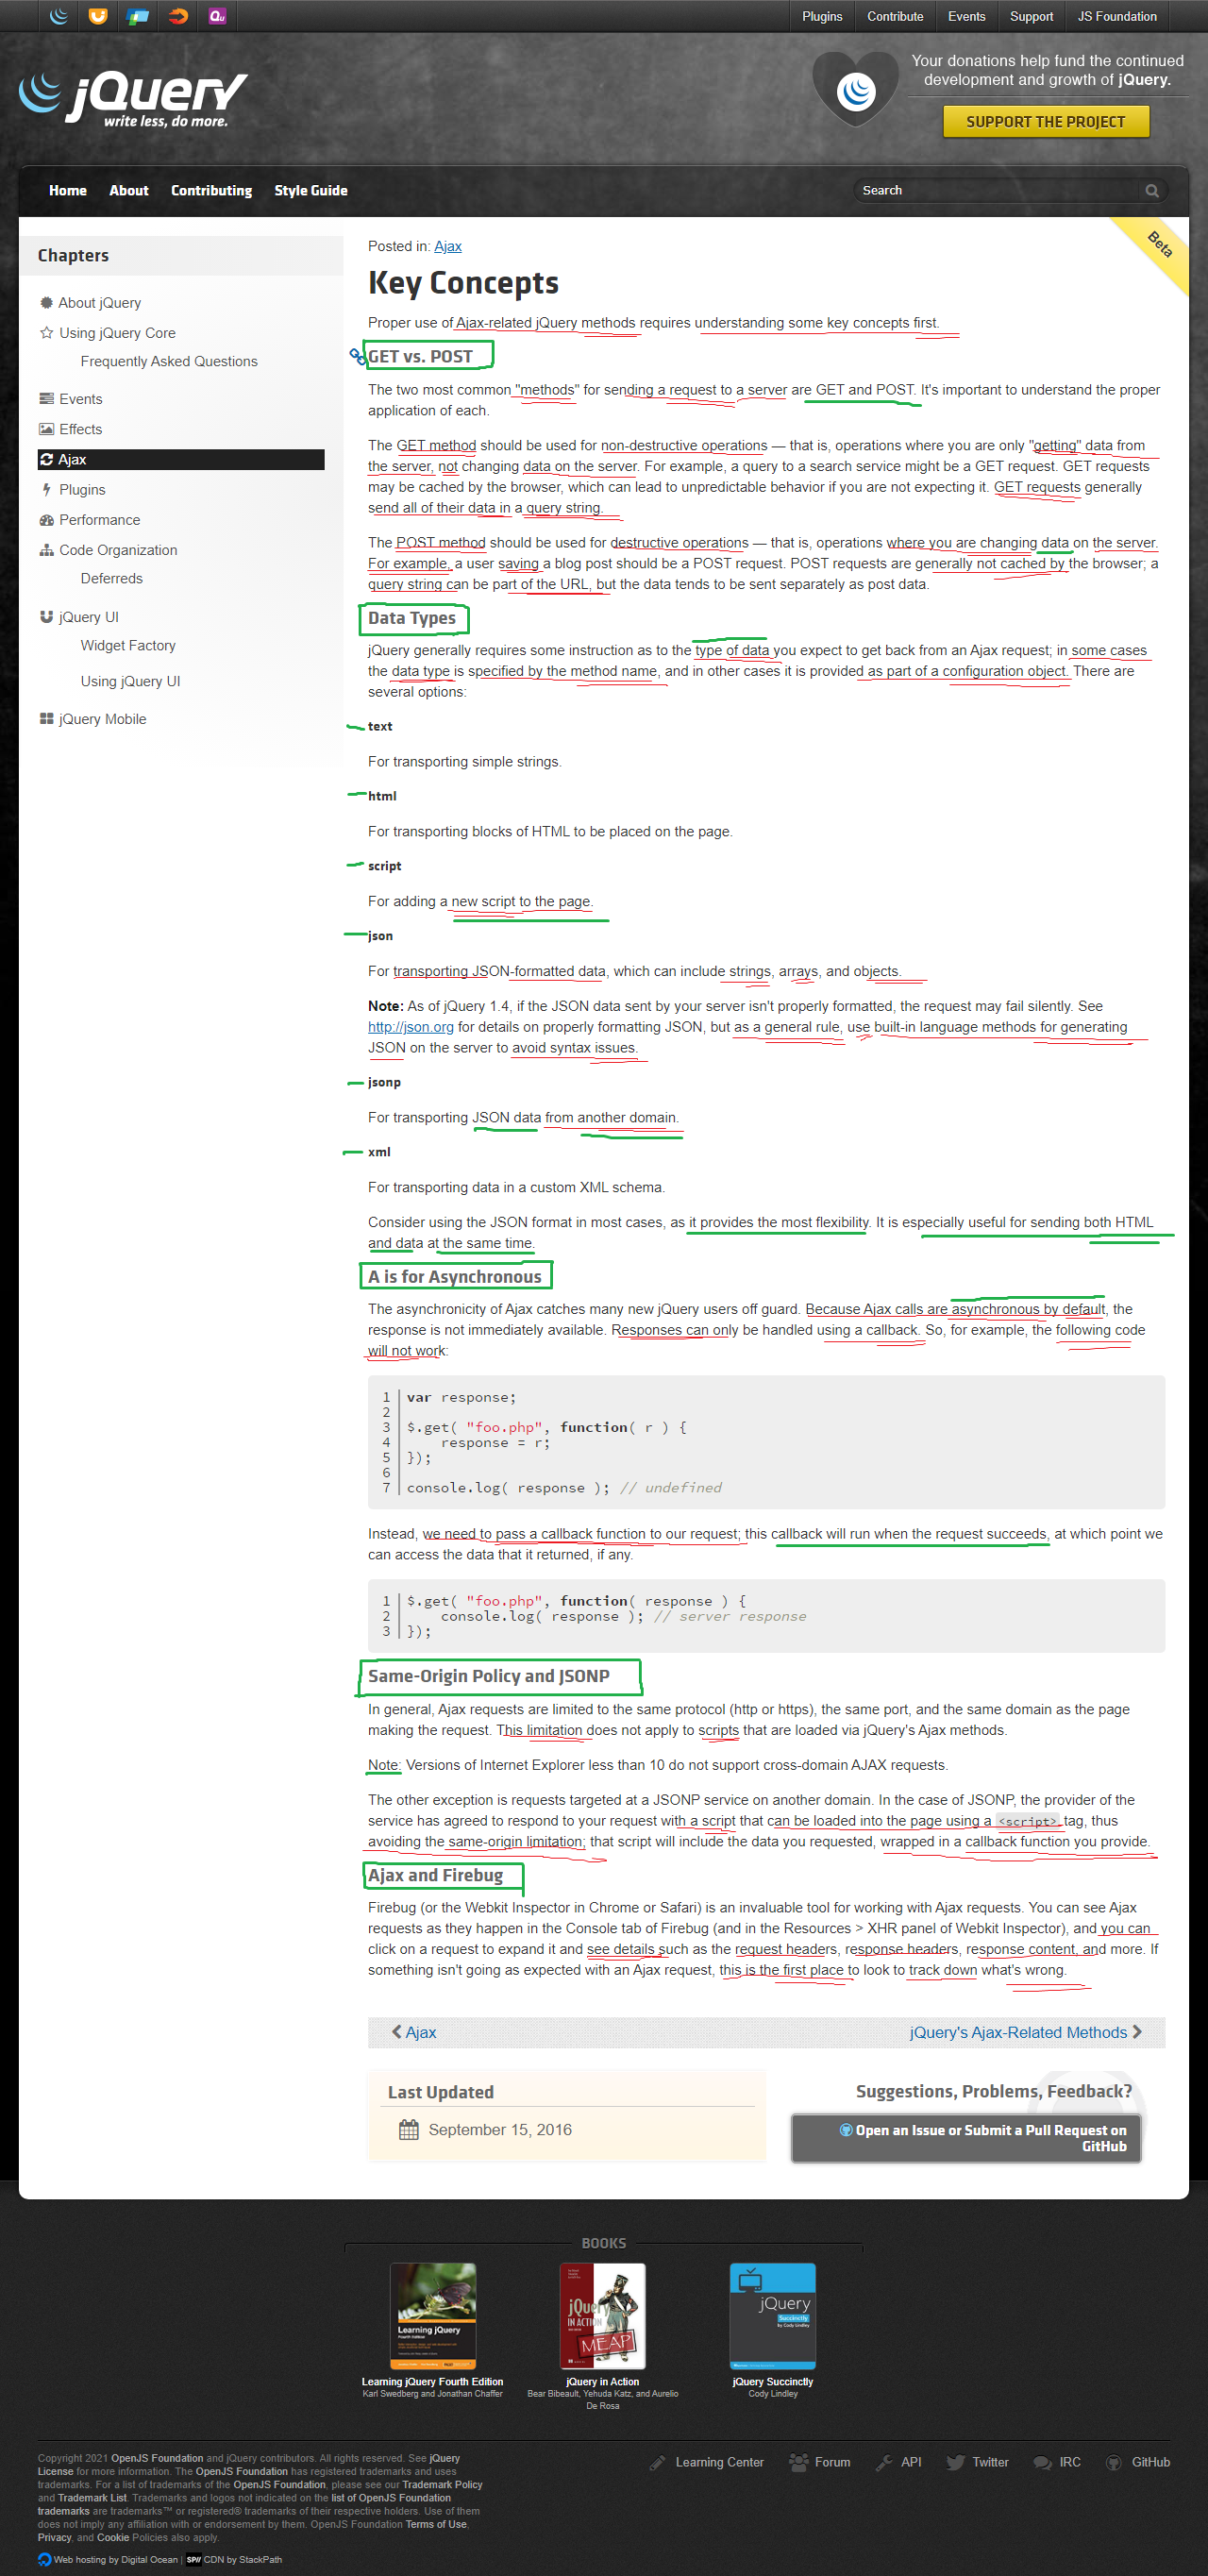 Plugins
Contribute
Events
Support
JS Foundation
Your donations help fund the continued
development and growth of jQuery.
SUPPORT THE PROJECT
jQuery
write less, do more.
Home
About
Contributing
Style Guide
Search
Chapters
About jQuery
Using jQuery Core
Frequently Asked Questions
Events
Effects
Ajax
Plugins
Performance
Code Organization
Deferreds
jQuery UI
Widget Factory
Using jQuery UI
jQuery Mobile
Beta
Posted in: Ajax
Key Concepts
Proper use of Ajax-related jQuery methods requires understanding some key concepts first.
GET vs. POST
The two most common "methods" for sending a request to a server are GET and POST. It's important to understand the proper
application of each.
The GET method should be used for non-destructive operations — that is, operations where you are only "getting" data from
the server, not changing data on the server. For example, a query to a search service might be a GET request. GET requests
may be cached by the browser, which can lead to unpredictable behavior if you are not expecting it. GET requests generally
send all of their data in a query string.
The POST method should be used for destructive operations — that is, operations where you are changing data on the server.
For example, a user saving a blog post should be a POST request. POST requests are generally not cached by the browser; a
query string can be part of the URL, but the data tends to be sent separately as post data.
Data Types
jQuery generally requires some instruction as to the type of data you expect to get back from an Ajax request; in some cases
the data type is specified by the method name, and in other cases it is provided as part of a configuration object. There are
several options:
text
For transporting simple strings.
html
For transporting blocks of HTML to be placed on the page.
script
For adding a new script to the page.
json
For transporting JSON-formatted data, which can include strings, arrays, and objects.
Note: As of jQuery 1.4, if the JSON data sent by your server isn't properly formatted, the request may fail silently. See
http://json.org for details on properly formatting JSON, but as a general rule, use built-in language methods for generating
JSON on the server to avoid syntax issues.
jsonp
For transporting JSON data from another domain.
xml
For transporting data in a custom XML schema.
Consider using the JSON format in most cases, as it provides the most flexibility. It is especially useful for sending both HTML
and data at the same time.
A is for Asynchronous
The asynchronicity of Ajax catches many new jQuery users off guard. Because Ajax calls are asynchronous by default, the
response is not immediately available. Responses can only be handled using a callback. So, for example, the following code
will not work:
1 var response;
2
3 $.get( "foo.php", function( r ) {
4     response = r;
5 });
6
7 console.log( response ); // undefined
Instead, we need to pass a callback function to our request; this callback will run when the request succeeds, at which point we
can access the data that it returned, if any.
1 $.get( "foo.php", function( response ) {
2     console.log( response ); // server response
3 });
Same-Origin Policy and JSONP
In general, Ajax requests are limited to the same protocol (http or https), the same port, and the same domain as the page
making the request. This limitation does not apply to scripts that are loaded via jQuery's Ajax methods.
Note: Versions of Internet Explorer less than 10 do not support cross-domain AJAX requests.
The other exception is requests targeted at a JSONP service on another domain. In the case of JSONP, the provider of the
service has agreed to respond to your request with a script that can be loaded into the page using a <script> tag, thus
avoiding the same-origin limitation; that script will include the data you requested, wrapped in a callback function you provide.
Ajax and Firebug
Firebug (or the Webkit Inspector in Chrome or Safari) is an invaluable tool for working with Ajax requests. You can see Ajax
requests as they happen in the Console tab of Firebug (and in the Resources > XHR panel of Webkit Inspector), and you can
click on a request to expand it and see details such as the request headers, response headers, response content, and more. If
something isn't going as expected with an Ajax request, this is the first place to look to track down what's wrong.
Ajax
jQuery's Ajax-Related Methods
Last Updated
September 15, 2016
Suggestions, Problems, Feedback?
Open an Issue or Submit a Pull Request on
GitHub
BOOKS
Learning jQuery
jQuery
IN ACTION
MEAP
jQuery
Succinctly
by Cody Lindley
Learning jQuery Fourth Edition
Karl Swedberg and Jonathan Chaffer
jQuery in Action
Bear Bibeault, Yehuda Katz, and Aurelio
De Rosa
jQuery Succinctly
Cody Lindley
Copyright 2021 OpenJS Foundation and jQuery contributors. All rights reserved. See jQuery
License for more information. The OpenJS Foundation has registered trademarks and uses
trademarks. For a list of trademarks of the OpenJS Foundation, please see our Trademark Policy
and Trademark List. Trademarks and logos not indicated on the list of OpenJS Foundation
trademarks are trademarks™ or registered® trademarks of their respective holders. Use of them
does not imply any affiliation with or endorsement by them. OpenJS Foundation Terms of Use,
Privacy, and Cookie Policies also apply.
Web hosting by Digital Ocean | CDN by StackPath
Learning Center
Forum
API
Twitter
IRC
GitHub